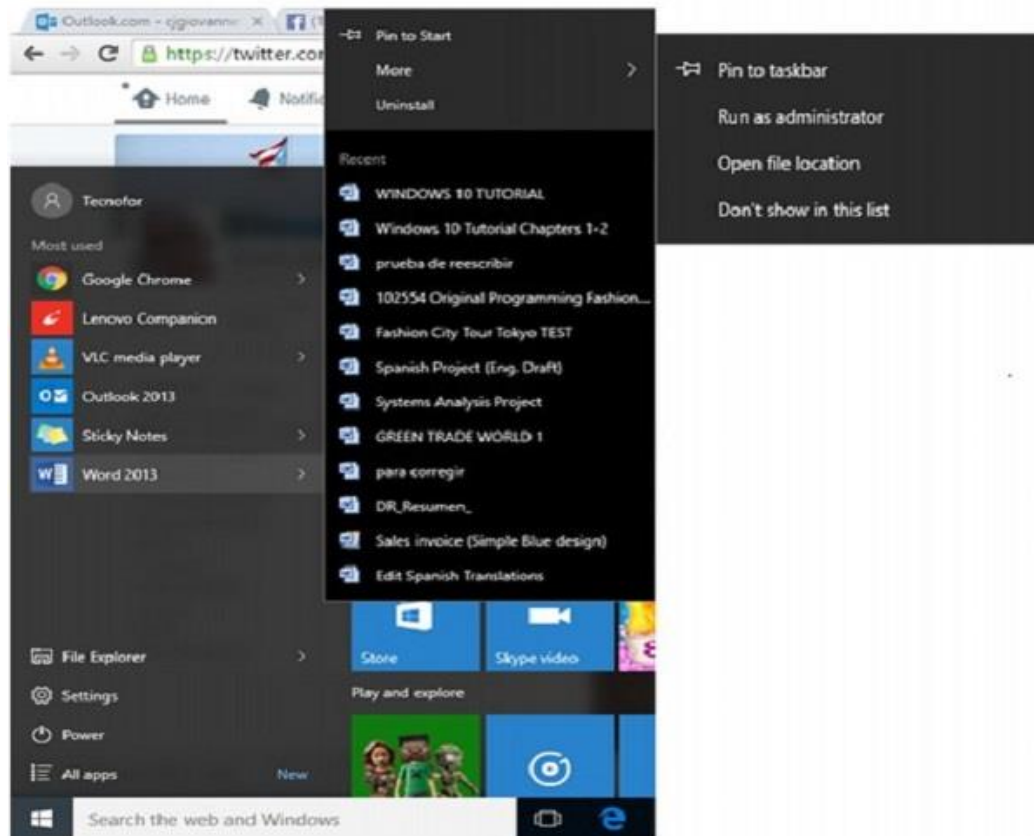 Outlook.com - cjgiovanni
https://twitter.com
Home Notific
Pin to Start
More
Uninstall
Pin to taskbar
Run as administrator
Open file location
Don't show in this list
Tecnofor
Most used
Google Chrome
Lenovo Companion
VLC media player
Outlook 2013
Sticky Notes
Word 2013
Recent
WINDOWS 10 TUTORIAL
Windows 10 Tutorial Chapters 1-2
prueba de reescribir
102554 Original Programming Fashion...
Fashion City Tour Tokyo TEST
Spanish Project (Eng. Draft)
Systems Analysis Project
GREEN TRADE WORLD 1
para corregir
DR_Resumen_
Sales invoice (Simple Blue design)
Edit Spanish Translations
File Explorer
Settings
Power
All apps New
Store Skype video
Play and explore
Search the web and Windows